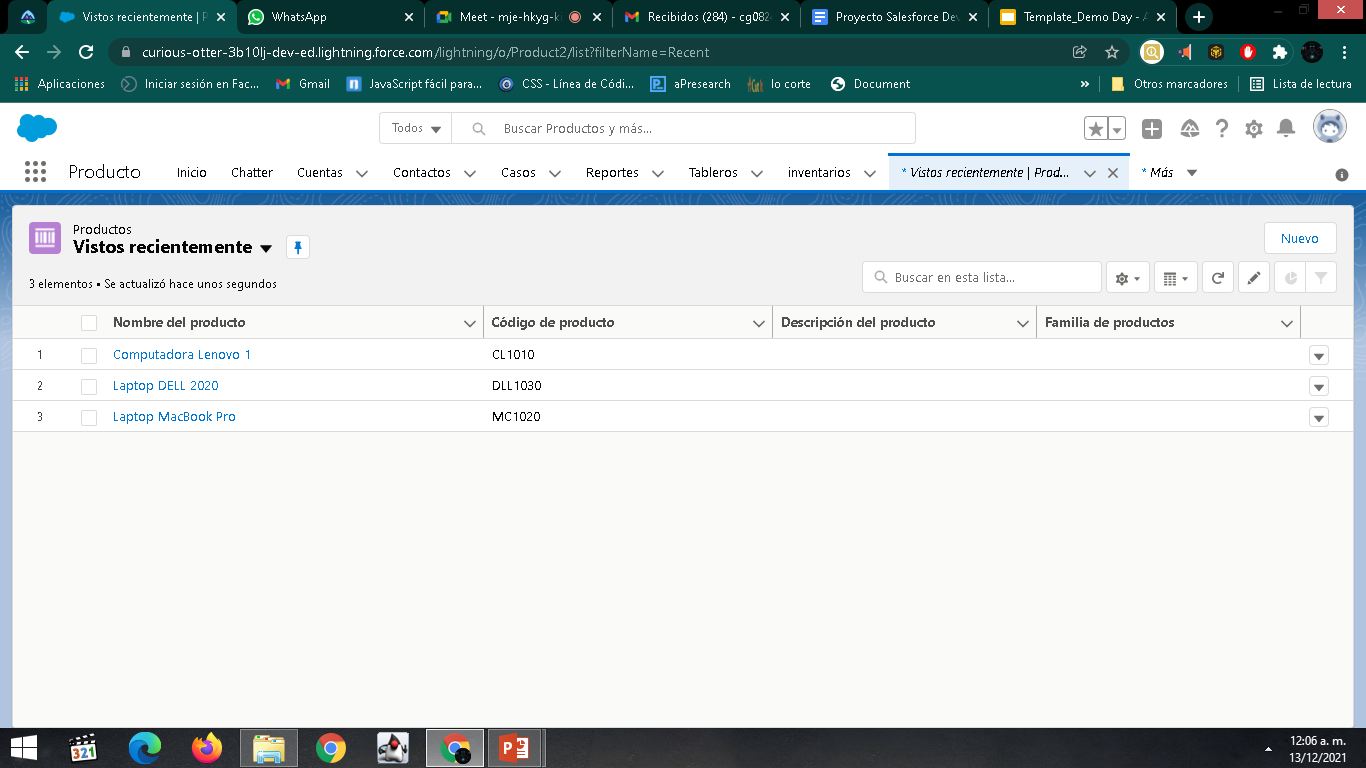 Vistos recientemente | P
WhatsApp
Meet - mje-hkyg-k
Recibidos (284) - cg082
Proyecto Salesforce De
Template_Demo Day - A
curious-otter-3b10lj-dev-ed.lightning.force.com/lightning/o/Product2/list?filterName=Recent
Aplicaciones
Iniciar sesión en Fac...
Gmail
JavaScript fácil para...
CSS - Línea de Códi...
aPresearch
lo corte
Document
»
Otros marcadores
Lista de lectura
Todos
Buscar Productos y más...
Producto
Inicio
Chatter
Cuentas
Contactos
Casos
Reportes
Tableros
inventarios
* Vistos recientemente | Prod...
* Más
Productos
Vistos recientemente
Nuevo
3 elementos • Se actualizó hace unos segundos
Buscar en esta lista...
Nombre del producto
Código de producto
Descripción del producto
Familia de productos
1 Computadora Lenovo 1 CL1010
2 Laptop DELL 2020 DLL1030
3 Laptop MacBook Pro MC1020
321
P
12:06 a. m.
13/12/2021